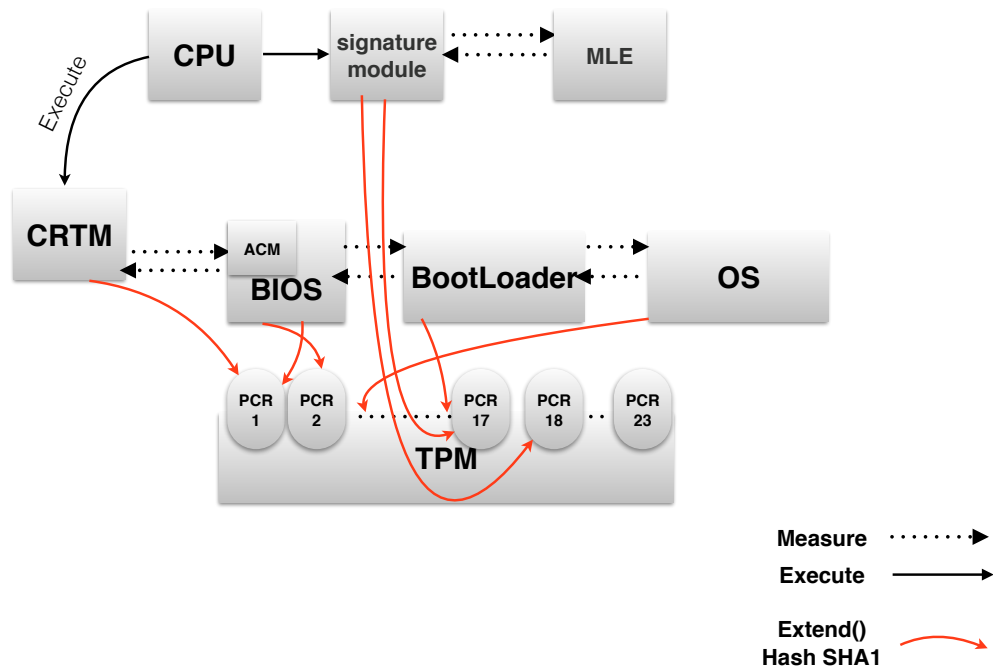 CPU
signature
module
MLE
Execute
CRTM
ACM
BIOS
BootLoader
OS
PCR
1
PCR
2
PCR
17
PCR
18
PCR
23
TPM
Measure
Execute
Extend()
Hash SHA1